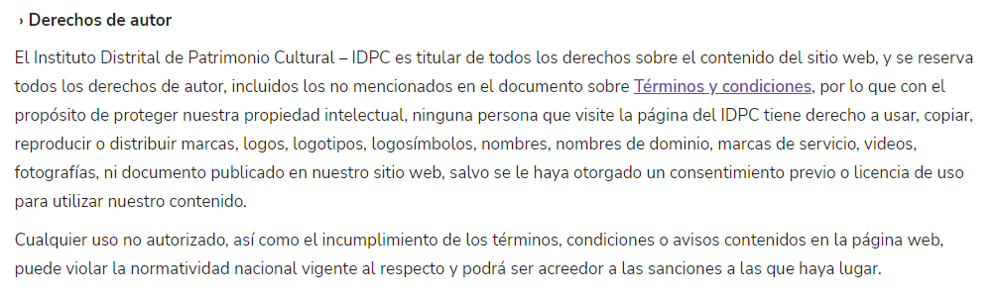 › Derechos de autor
El Instituto Distrital de Patrimonio Cultural – IDPC es titular de todos los derechos sobre el contenido del sitio web, y se reserva
todos los derechos de autor, incluidos los no mencionados en el documento sobre Términos y condiciones, por lo que con el
propósito de proteger nuestra propiedad intelectual, ninguna persona que visite la página del IDPC tiene derecho a usar, copiar,
reproducir o distribuir marcas, logos, logotipos, logosímbolos, nombres, nombres de dominio, marcas de servicio, videos,
fotografías, ni documento publicado en nuestro sitio web, salvo se le haya otorgado un consentimiento previo o licencia de uso
para utilizar nuestro contenido.
Cualquier uso no autorizado, así como el incumplimiento de los términos, condiciones o avisos contenidos en la página web,
puede violar la normatividad nacional vigente al respecto y podrá ser acreedor a las sanciones a las que haya lugar.